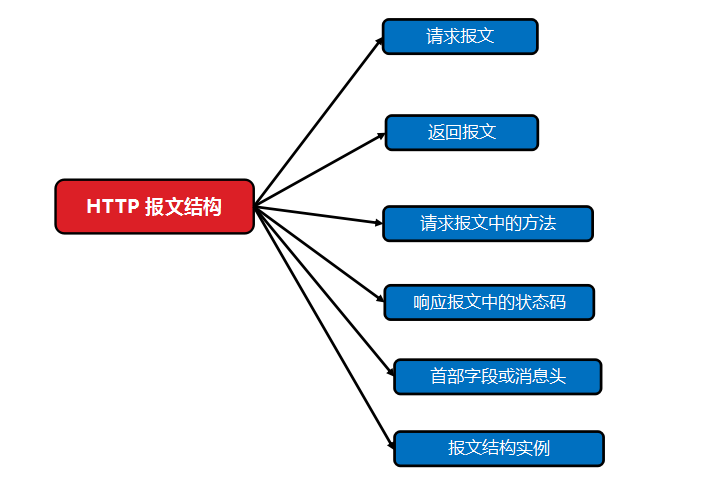 HTTP 报文结构
请求报文
返回报文
请求报文中的方法
响应报文中的状态码
首部字段或消息头
报文结构实例